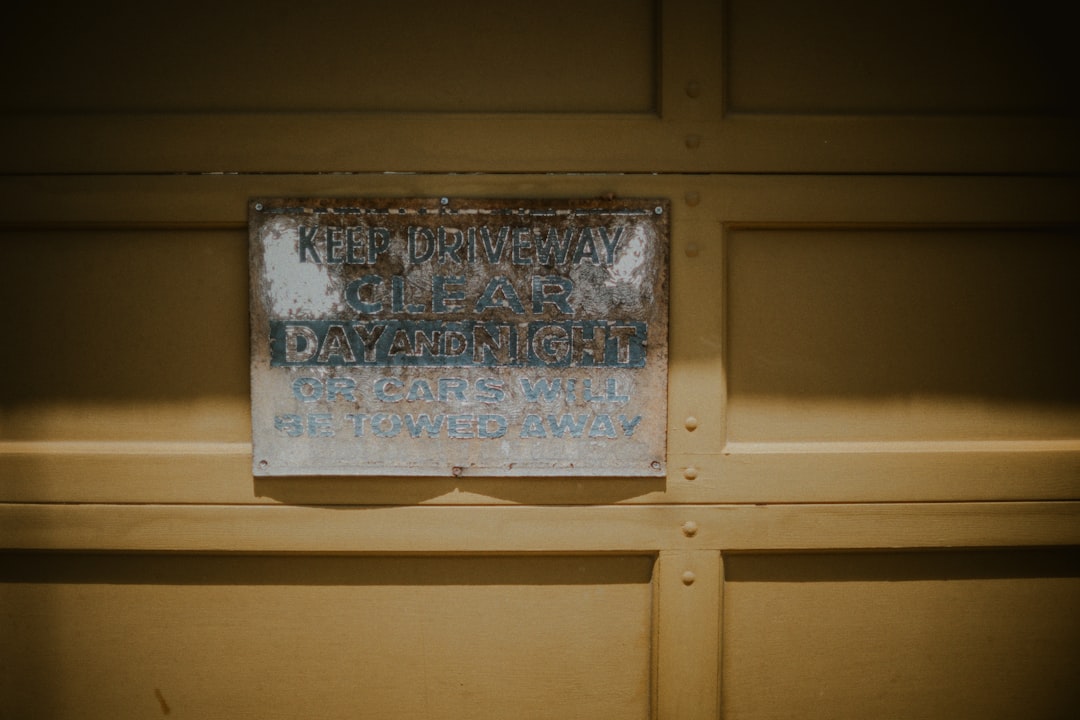 KEEP DRIVEWAY
CLEAR
DAY AND NIGHT
OR CARS WILL
BE TOWED AWAY